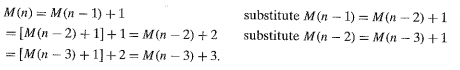 M(n) = M(n − 1) + 1 substitute M(n − 1) = M(n − 2) + 1
= [M(n − 2) + 1] + 1 = M(n − 2) + 2 substitute M(n − 2) = M(n − 3) + 1
= [M(n − 3) + 1] + 2 = M(n − 3) + 3.